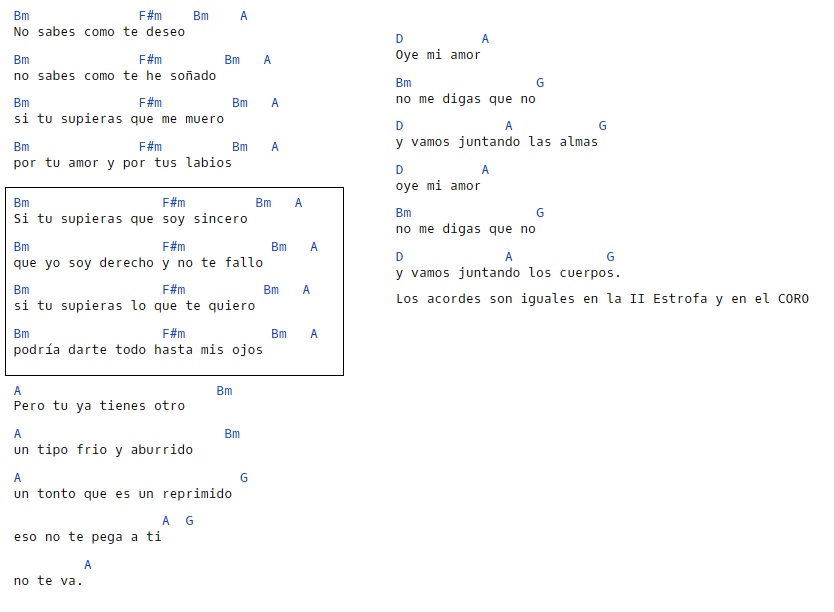 Bm F#m Bm A
No sabes como te deseo
Bm F#m Bm A
no sabes como te he soñado
Bm F#m Bm A
si tu supieras que me muero
Bm F#m Bm A
por tu amor y por tus labios
Bm F#m Bm A
Si tu supieras que soy sincero
Bm F#m Bm A
que yo soy derecho y no te fallo
Bm F#m Bm A
si tu supieras lo que te quiero
Bm F#m Bm A
podría darte todo hasta mis ojos
A Bm
Pero tu ya tienes otro
A Bm
un tipo frio y aburrido
A G
un tonto que es un reprimido
A G
eso no te pega a ti
A
no te va.
D A
Oye mi amor
Bm G
no me digas que no
D A G
y vamos juntando las almas
D A
oye mi amor
Bm G
no me digas que no
D A G
y vamos juntando los cuerpos.
Los acordes son iguales en la II Estrofa y en el CORO